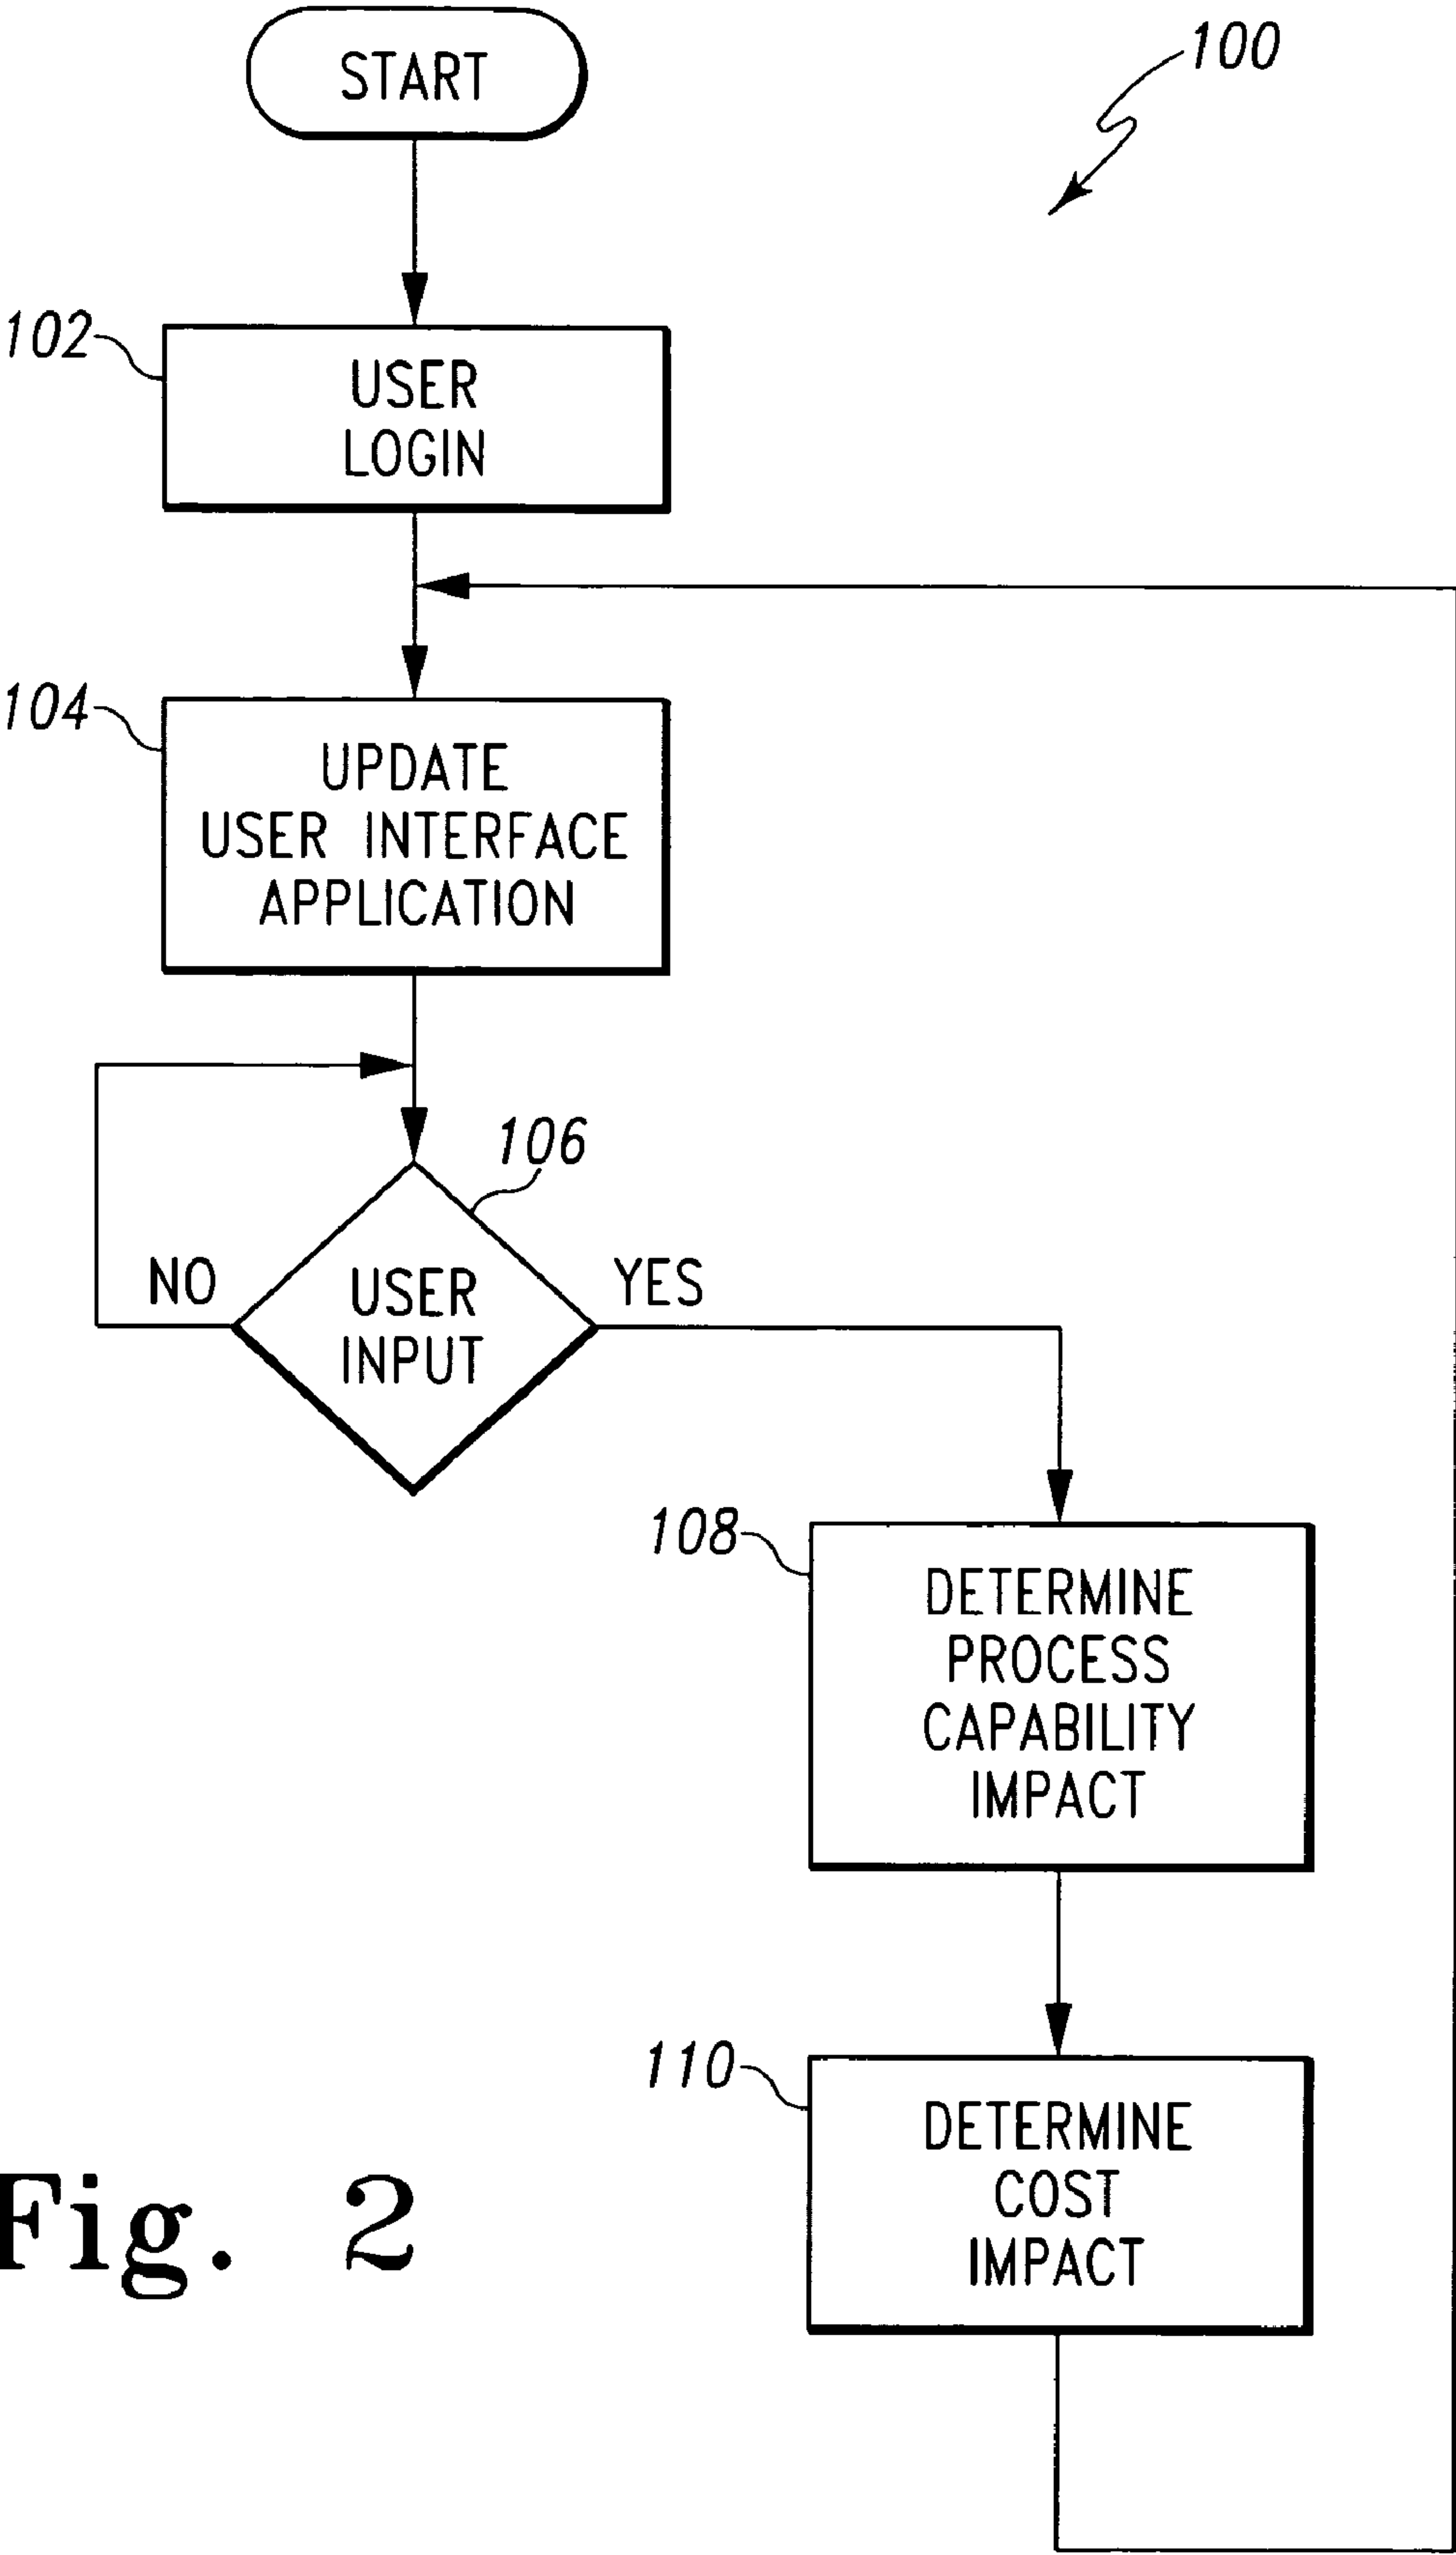 START
100
102
USER
LOGIN
104
UPDATE
USER INTERFACE
APPLICATION
106
NO
USER
INPUT
YES
108
DETERMINE
PROCESS
CAPABILITY
IMPACT
110
DETERMINE
COST
IMPACT
Fig. 2